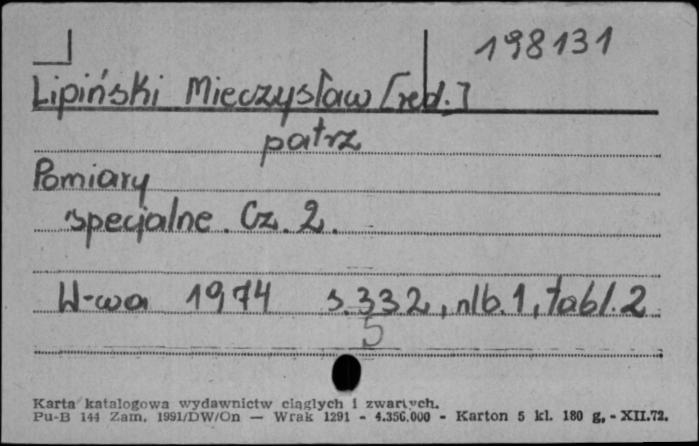 198131
Lipiński Mieczysław [red.]
patrz
Pomiary
specjalne. Cz. 2.
W-wa 1974 s. 332, nlb. 1, tabl. 2
5
Karta katalogowa wydawnictw ciągłych i zwartych.
Pu-B 144 Zam. 1991/DW/On — Wrak 1291 - 4.356.000 - Karton 5 kl. 180 g, - XII.72.